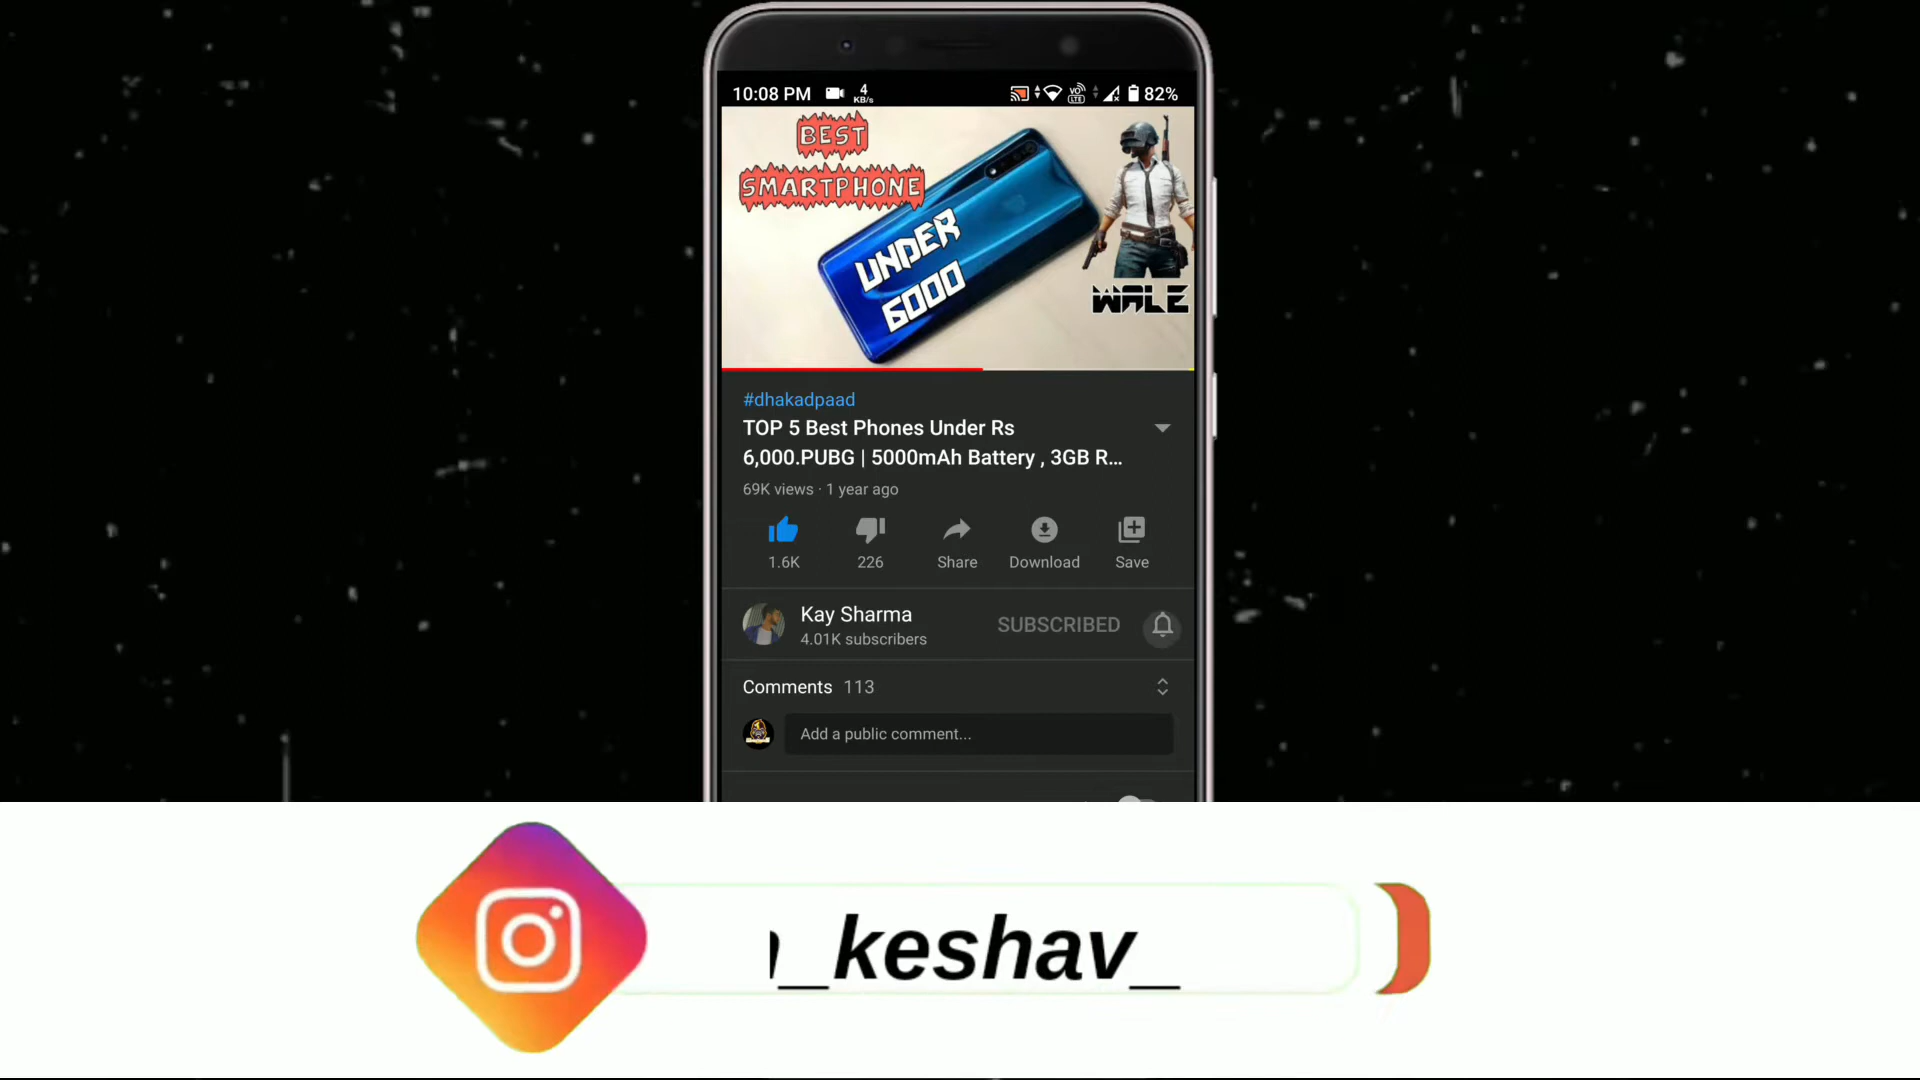 10:08 PM 4 KB/s VO LTE 82%
BEST
SMARTPHONE
UNDER
6000
WALE
#dhakadpaad
TOP 5 Best Phones Under Rs
6,000.PUBG | 5000mAh Battery , 3GB R...
69K views · 1 year ago
1.6K 226 Share Download Save
Kay Sharma
4.01K subscribers
SUBSCRIBED
Comments 113
Add a public comment...
_keshav_